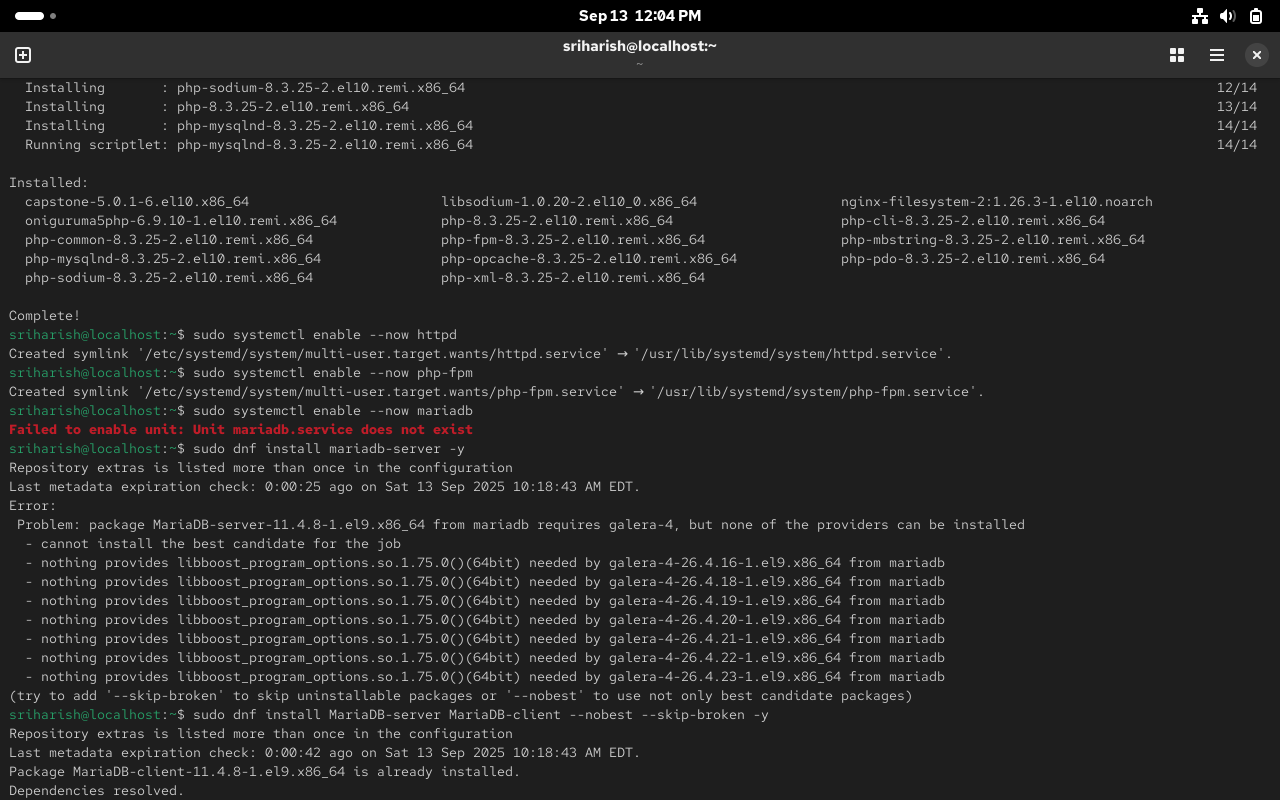 Sep 13 12:04 PM
sriharish@localhost:~
~
Installing : php-sodium-8.3.25-2.el10.remi.x86_64 12/14
Installing : php-8.3.25-2.el10.remi.x86_64 13/14
Installing : php-mysqlnd-8.3.25-2.el10.remi.x86_64 14/14
Running scriptlet: php-mysqlnd-8.3.25-2.el10.remi.x86_64 14/14
Installed:
capstone-5.0.1-6.el10.x86_64 libsodium-1.0.20-2.el10_0.x86_64 nginx-filesystem-2:1.26.3-1.el10.noarch
oniguruma5php-6.9.10-1.el10.remi.x86_64 php-8.3.25-2.el10.remi.x86_64 php-cli-8.3.25-2.el10.remi.x86_64
php-common-8.3.25-2.el10.remi.x86_64 php-fpm-8.3.25-2.el10.remi.x86_64 php-mbstring-8.3.25-2.el10.remi.x86_64
php-mysqlnd-8.3.25-2.el10.remi.x86_64 php-opcache-8.3.25-2.el10.remi.x86_64 php-pdo-8.3.25-2.el10.remi.x86_64
php-sodium-8.3.25-2.el10.remi.x86_64 php-xml-8.3.25-2.el10.remi.x86_64
Complete!
sriharish@localhost:~$ sudo systemctl enable --now httpd
Created symlink '/etc/systemd/system/multi-user.target.wants/httpd.service' → '/usr/lib/systemd/system/httpd.service'.
sriharish@localhost:~$ sudo systemctl enable --now php-fpm
Created symlink '/etc/systemd/system/multi-user.target.wants/php-fpm.service' → '/usr/lib/systemd/system/php-fpm.service'.
sriharish@localhost:~$ sudo systemctl enable --now mariadb
Failed to enable unit: Unit mariadb.service does not exist
sriharish@localhost:~$ sudo dnf install mariadb-server -y
Repository extras is listed more than once in the configuration
Last metadata expiration check: 0:00:25 ago on Sat 13 Sep 2025 10:18:43 AM EDT.
Error:
Problem: package MariaDB-server-11.4.8-1.el9.x86_64 from mariadb requires galera-4, but none of the providers can be installed
- cannot install the best candidate for the job
- nothing provides libboost_program_options.so.1.75.0()(64bit) needed by galera-4-26.4.16-1.el9.x86_64 from mariadb
- nothing provides libboost_program_options.so.1.75.0()(64bit) needed by galera-4-26.4.18-1.el9.x86_64 from mariadb
- nothing provides libboost_program_options.so.1.75.0()(64bit) needed by galera-4-26.4.19-1.el9.x86_64 from mariadb
- nothing provides libboost_program_options.so.1.75.0()(64bit) needed by galera-4-26.4.20-1.el9.x86_64 from mariadb
- nothing provides libboost_program_options.so.1.75.0()(64bit) needed by galera-4-26.4.21-1.el9.x86_64 from mariadb
- nothing provides libboost_program_options.so.1.75.0()(64bit) needed by galera-4-26.4.22-1.el9.x86_64 from mariadb
- nothing provides libboost_program_options.so.1.75.0()(64bit) needed by galera-4-26.4.23-1.el9.x86_64 from mariadb
(try to add '--skip-broken' to skip uninstallable packages or '--nobest' to use not only best candidate packages)
sriharish@localhost:~$ sudo dnf install MariaDB-server MariaDB-client --nobest --skip-broken -y
Repository extras is listed more than once in the configuration
Last metadata expiration check: 0:00:42 ago on Sat 13 Sep 2025 10:18:43 AM EDT.
Package MariaDB-client-11.4.8-1.el9.x86_64 is already installed.
Dependencies resolved.